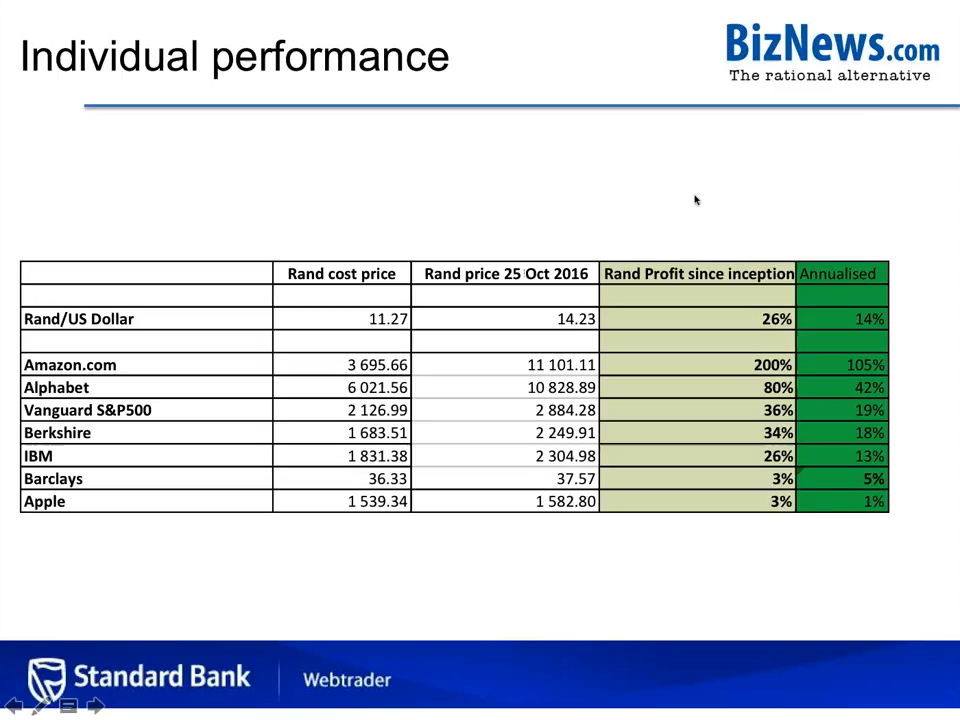 Individual performance
BizNews.com
The rational alternative
Rand cost price Rand price 25 Oct 2016 Rand Profit since inception Annualised
Rand/US Dollar 11.27 14.23 26% 14%
Amazon.com 3 695.66 11 101.11 200% 105%
Alphabet 6 021.56 10 828.89 80% 42%
Vanguard S&P500 2 126.99 2 884.28 36% 19%
Berkshire 1 683.51 2 249.91 34% 18%
IBM 1 831.38 2 304.98 26% 13%
Barclays 36.33 37.57 3% 5%
Apple 1 539.34 1 582.80 3% 1%
Standard Bank Webtrader